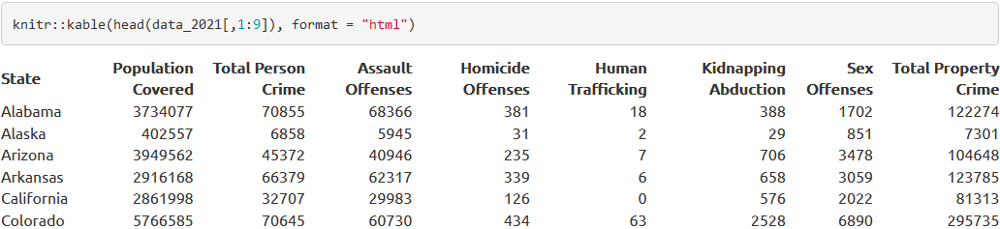 knitr::kable(head(data_2021[,1:9]), format = "html")
State Population Covered Total Person Crime Assault Offenses Homicide Offenses Human Trafficking Kidnapping Abduction Sex Offenses Total Property Crime
Alabama 3734077 70855 68366 381 18 388 1702 122274
Alaska 402557 6858 5945 31 2 29 851 7301
Arizona 3949562 45372 40946 235 7 706 3478 104648
Arkansas 2916168 66379 62317 339 6 658 3059 123785
California 2861998 32707 29983 126 0 576 2022 81313
Colorado 5766585 70645 60730 434 63 2528 6890 295735